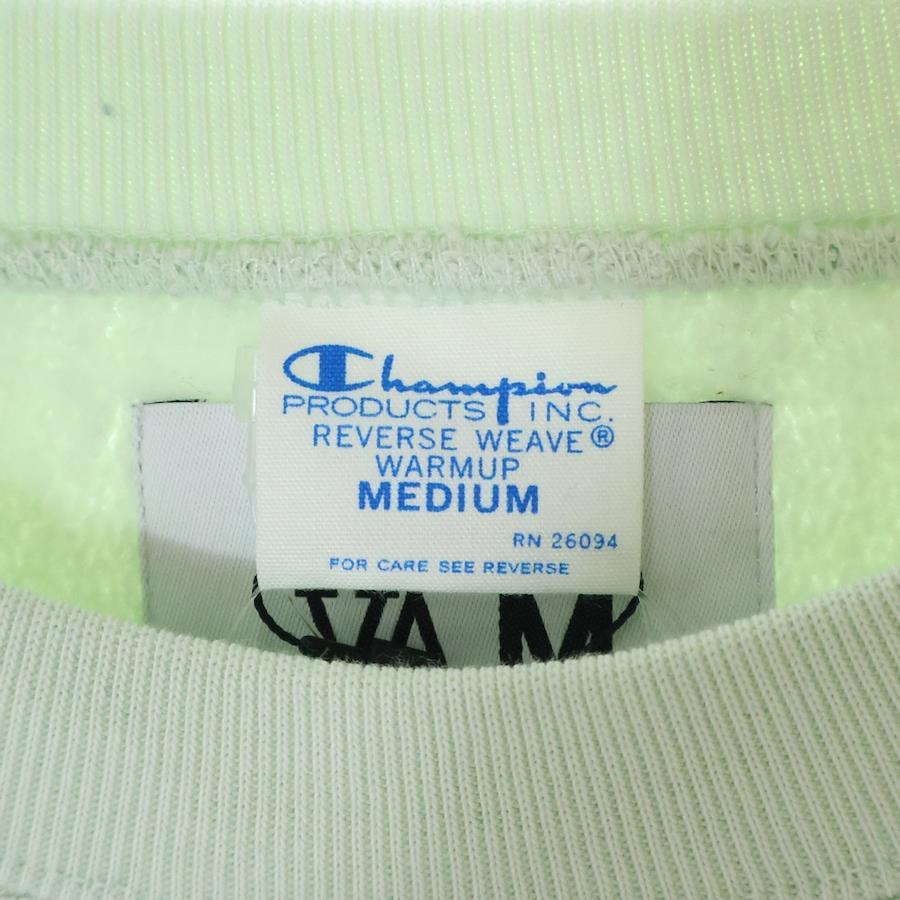 Champion
PRODUCTS INC.
REVERSE WEAVE®
WARMUP
MEDIUM
RN 26094
FOR CARE SEE REVERSE